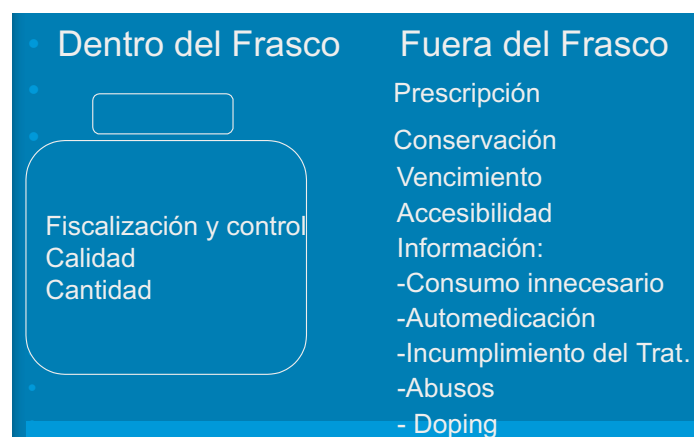 Dentro del Frasco
Fiscalización y control
Calidad
Cantidad
Fuera del Frasco
Prescripción
Conservación
Vencimiento
Accesibilidad
Información:
-Consumo innecesario
-Automedicación
-Incumplimiento del Trat.
-Abusos
- Doping